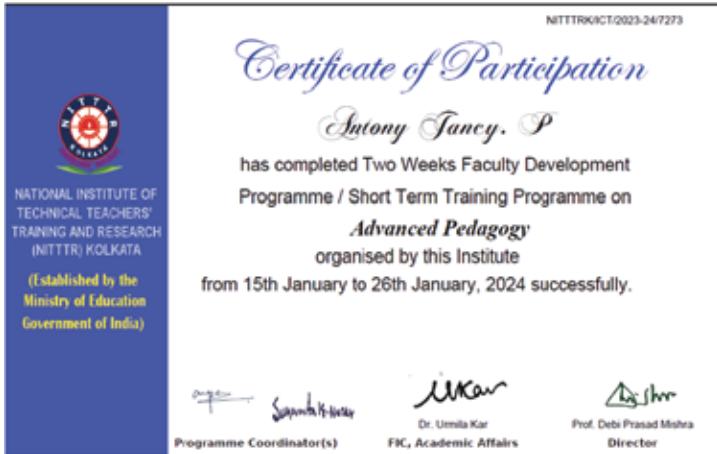 NITTTRK/ICT/2023-24/7273
Certificate of Participation
Antony Jancy. P
has completed Two Weeks Faculty Development
Programme / Short Term Training Programme on
Advanced Pedagogy
organised by this Institute
from 15th January to 26th January, 2024 successfully.
NITTTR
KOLKATA
NATIONAL INSTITUTE OF
TECHNICAL TEACHERS'
TRAINING AND RESEARCH
(NITTTR) KOLKATA
(Established by the
Ministry of Education
Government of India)
Programme Coordinator(s)
UKar
Dr. Urmila Kar
FIC, Academic Affairs
Prof. Debi Prasad Mishra
Director